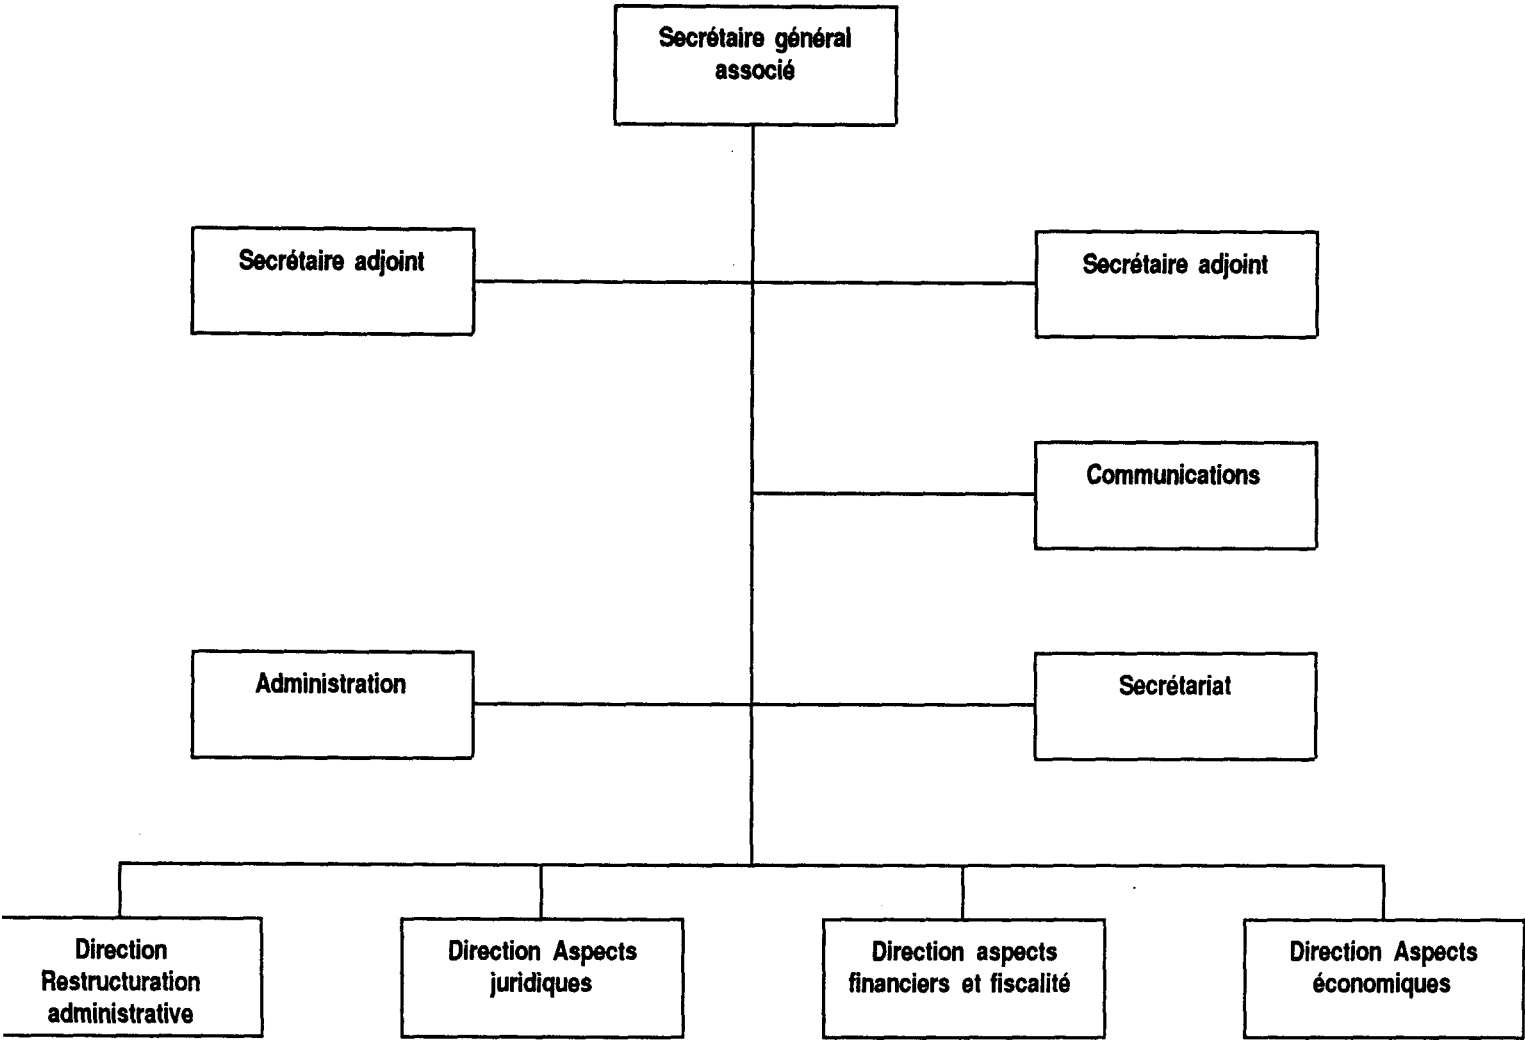 Secrétaire général
associé
Secrétaire adjoint
Secrétaire adjoint
Communications
Administration
Secrétariat
Direction
Restructuration
administrative
Direction Aspects
juridiques
Direction aspects
financiers et fiscalité
Direction Aspects
économiques